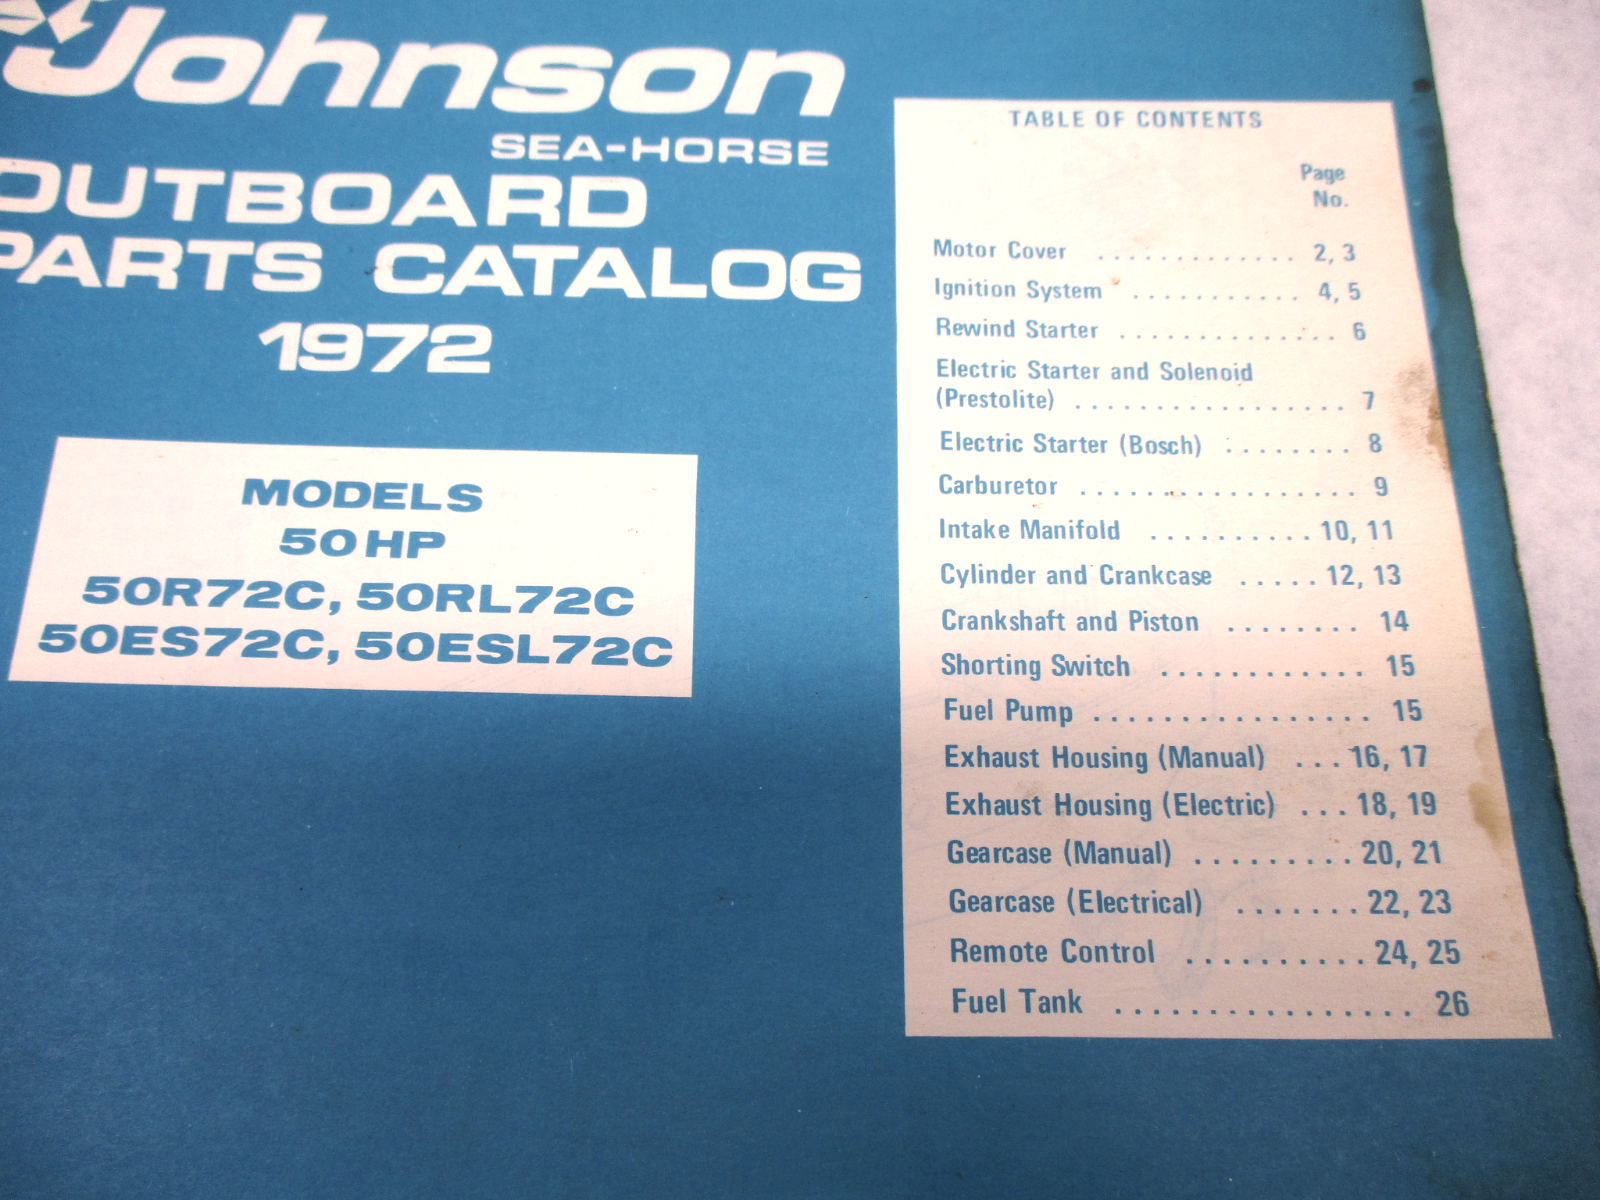 Johnson
SEA-HORSE
OUTBOARD
PARTS CATALOG
1972
MODELS
50 HP
50R72C, 50RL72C
50ES72C, 50ESL72C
TABLE OF CONTENTS
Page
No.
Motor Cover . . . . . . . . . . . . . 2, 3
Ignition System . . . . . . . . . . . 4, 5
Rewind Starter . . . . . . . . . . . . . . 6
Electric Starter and Solenoid
(Prestolite) . . . . . . . . . . . . . . . . . 7
Electric Starter (Bosch) . . . . . . . . 8
Carburetor . . . . . . . . . . . . . . . . . 9
Intake Manifold . . . . . . . . . . 10, 11
Cylinder and Crankcase . . . . . 12, 13
Crankshaft and Piston . . . . . . . . 14
Shorting Switch . . . . . . . . . . . . 15
Fuel Pump . . . . . . . . . . . . . . . . 15
Exhaust Housing (Manual) . . . 16, 17
Exhaust Housing (Electric) . . . 18, 19
Gearcase (Manual) . . . . . . . . . 20, 21
Gearcase (Electrical) . . . . . . . 22, 23
Remote Control . . . . . . . . . . 24, 25
Fuel Tank . . . . . . . . . . . . . . . . 26